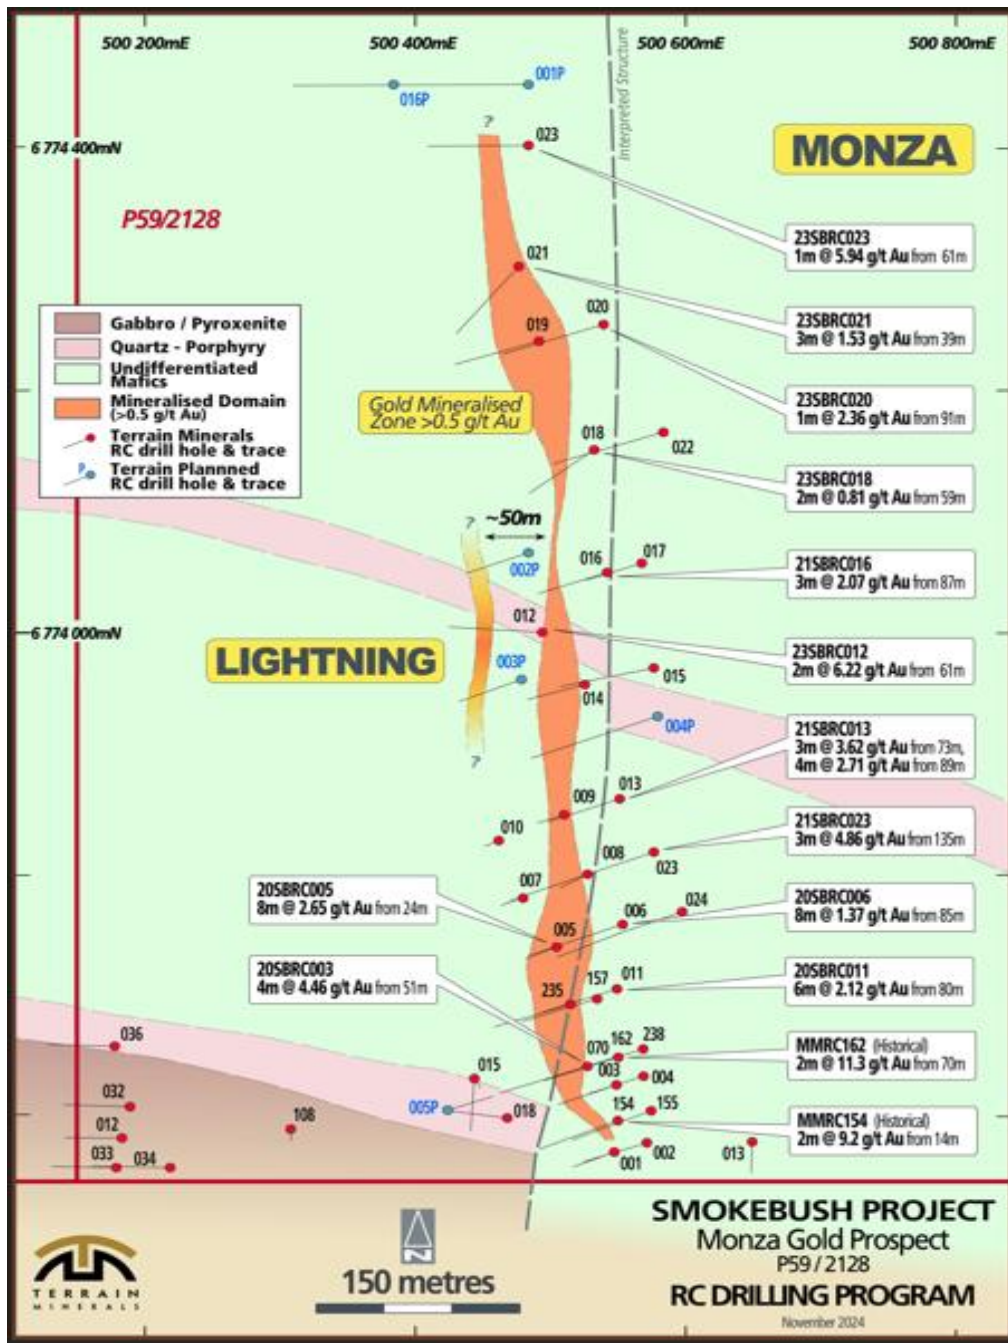 500 200mE
500 400mE
500 600mE
500 800mE
Interpreted Structure
001P
016P
?
023
6 774 400mN
MONZA
P59/2128
23SBRC023
1m @ 5.94 g/t Au from 61m
021
020
019
23SBRC021
3m @ 1.53 g/t Au from 39m
Gabbro / Pyroxenite
Quartz - Porphyry
Undifferentiated
Mafics
Mineralised Domain
(>0.5 g/t Au)
Terrain Minerals
RC drill hole & trace
P
Terrain Plannned
RC drill hole & trace
Gold Mineralised
Zone >0.5 g/t Au
23SBRC020
1m @ 2.36 g/t Au from 91m
018
022
23SBRC018
2m @ 0.81 g/t Au from 59m
?
~50m
002P
016
017
21SBRC016
3m @ 2.07 g/t Au from 87m
012
6 774 000mN
LIGHTNING
003P
23SBRC012
2m @ 6.22 g/t Au from 61m
015
014
004P
?
21SBRC013
3m @ 3.62 g/t Au from 73m,
4m @ 2.71 g/t Au from 89m
013
009
010
008
023
21SBRC023
3m @ 4.86 g/t Au from 135m
007
20SBRC005
8m @ 2.65 g/t Au from 24m
024
006
005
20SBRC006
8m @ 1.37 g/t Au from 85m
20SBRC003
4m @ 4.46 g/t Au from 51m
157
011
235
20SBRC011
6m @ 2.12 g/t Au from 80m
036
070
162
238
MMRC162 (Historical)
2m @ 11.3 g/t Au from 70m
015
003
004
032
005P
018
154
155
108
MMRC154 (Historical)
2m @ 9.2 g/t Au from 14m
012
033
034
001
002
013
SMOKEBUSH PROJECT
Monza Gold Prospect
P59 / 2128
RC DRILLING PROGRAM
November 2024
N
150 metres
TERRAIN
MINERALS